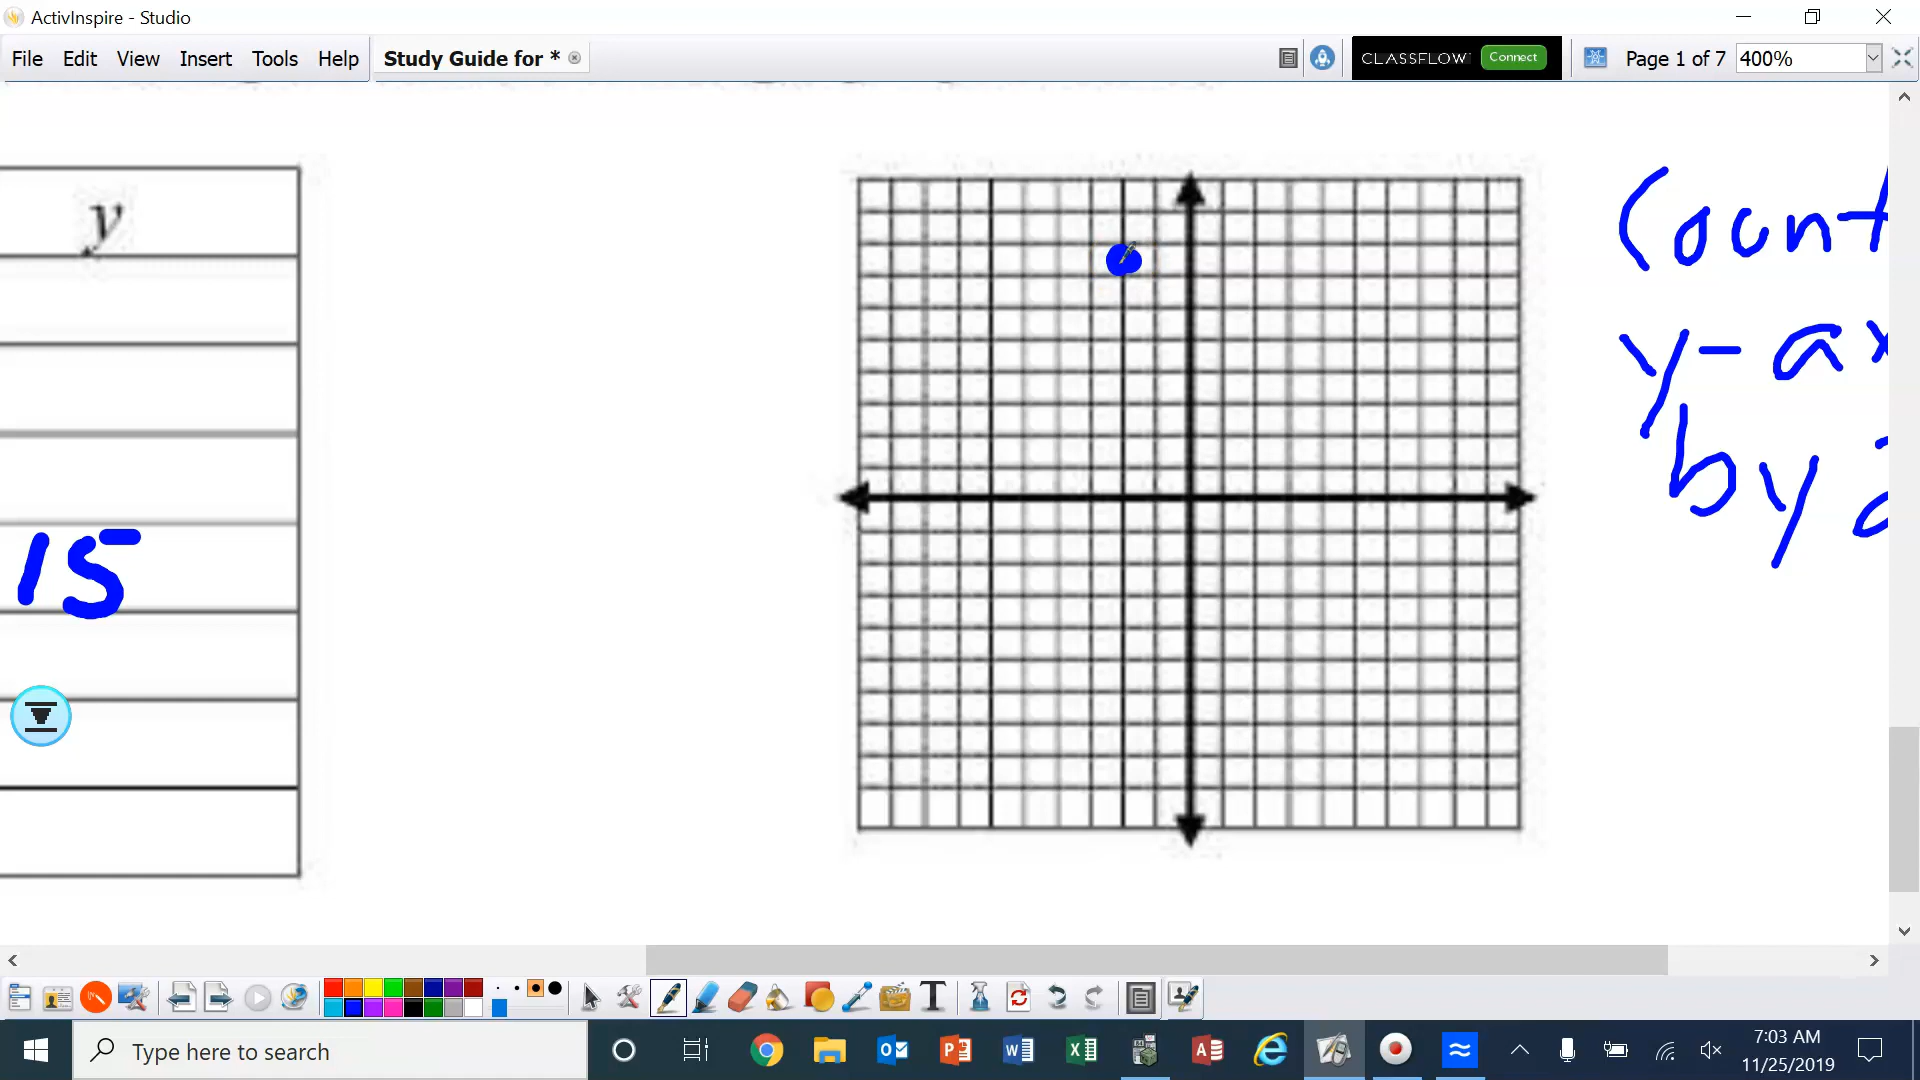 ActivInspire - Studio
File Edit View Insert Tools Help Study Guide for * CLASSFLOW Connect Page 1 of 7 400%
y
15
Count
y-ax
by
Type here to search
7:03 AM
11/25/2019